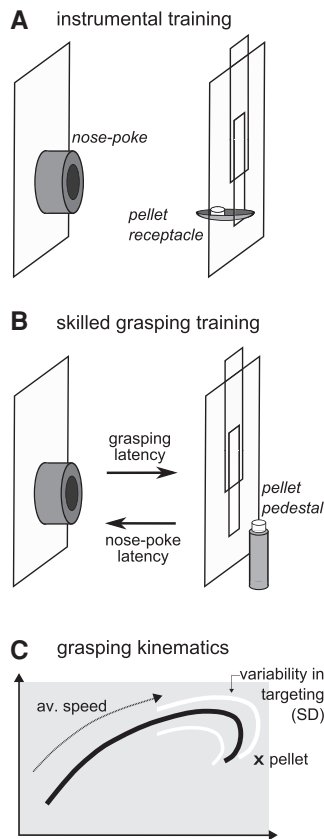 A instrumental training
nose-poke
pellet
receptacle
B skilled grasping training
grasping
latency
nose-poke
latency
pellet
pedestal
C grasping kinematics
av. speed
variability in
targeting
(SD)
x pellet